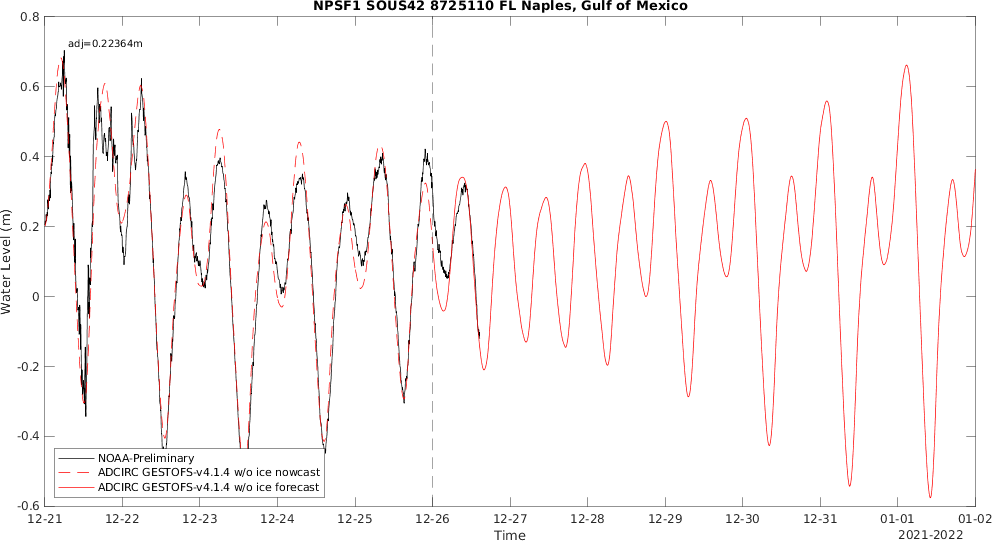 NPSF1 SOUS42 8725110 FL Naples, Gulf of Mexico
adj=0.22364m
0.8
0.6
0.4
0.2
0
-0.2
-0.4
-0.6
Water Level (m)
NOAA-Preliminary
ADCIRC GESTOFS-v4.1.4 w/o ice nowcast
ADCIRC GESTOFS-v4.1.4 w/o ice forecast
12-21 12-22 12-23 12-24 12-25 12-26 12-27 12-28 12-29 12-30 12-31 01-01 01-02
Time
2021-2022